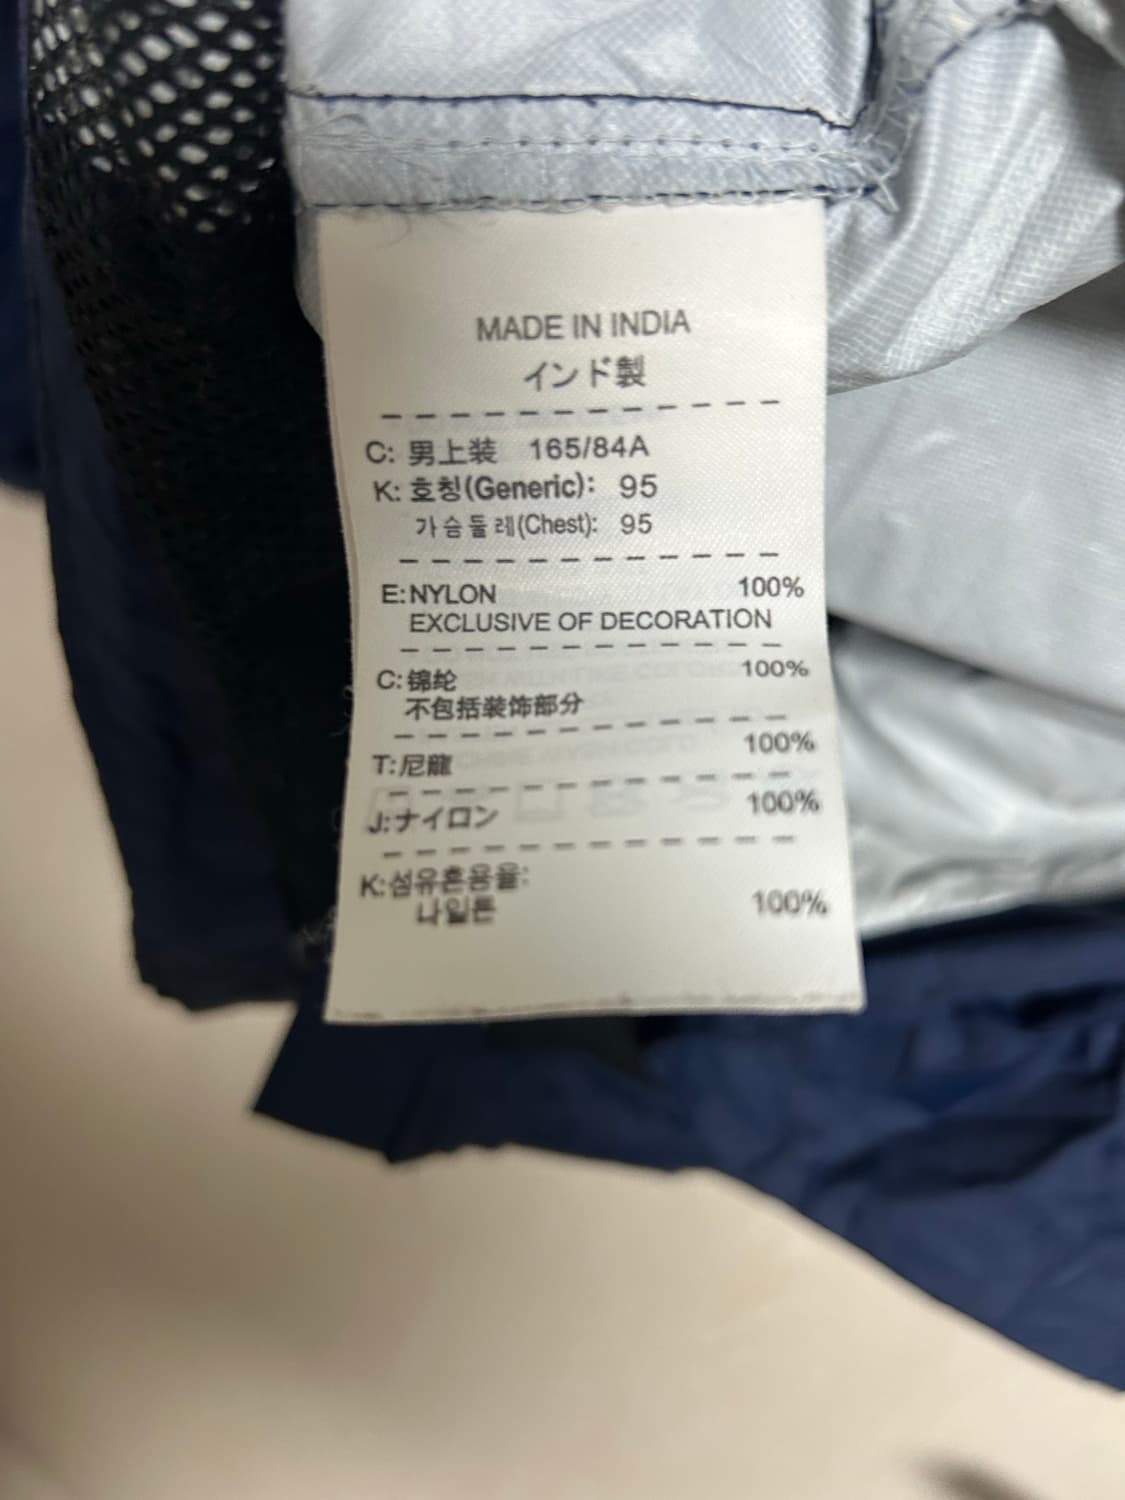 MADE IN INDIA
インド製
C: 男上装 165/84A
K: 호칭(Generic): 95
가슴둘레(Chest): 95
E:NYLON 100%
EXCLUSIVE OF DECORATION
C:锦纶 100%
不包括装饰部分
T:尼龍 100%
J:ナイロン 100%
K:섬유혼용율:
나일론 100%